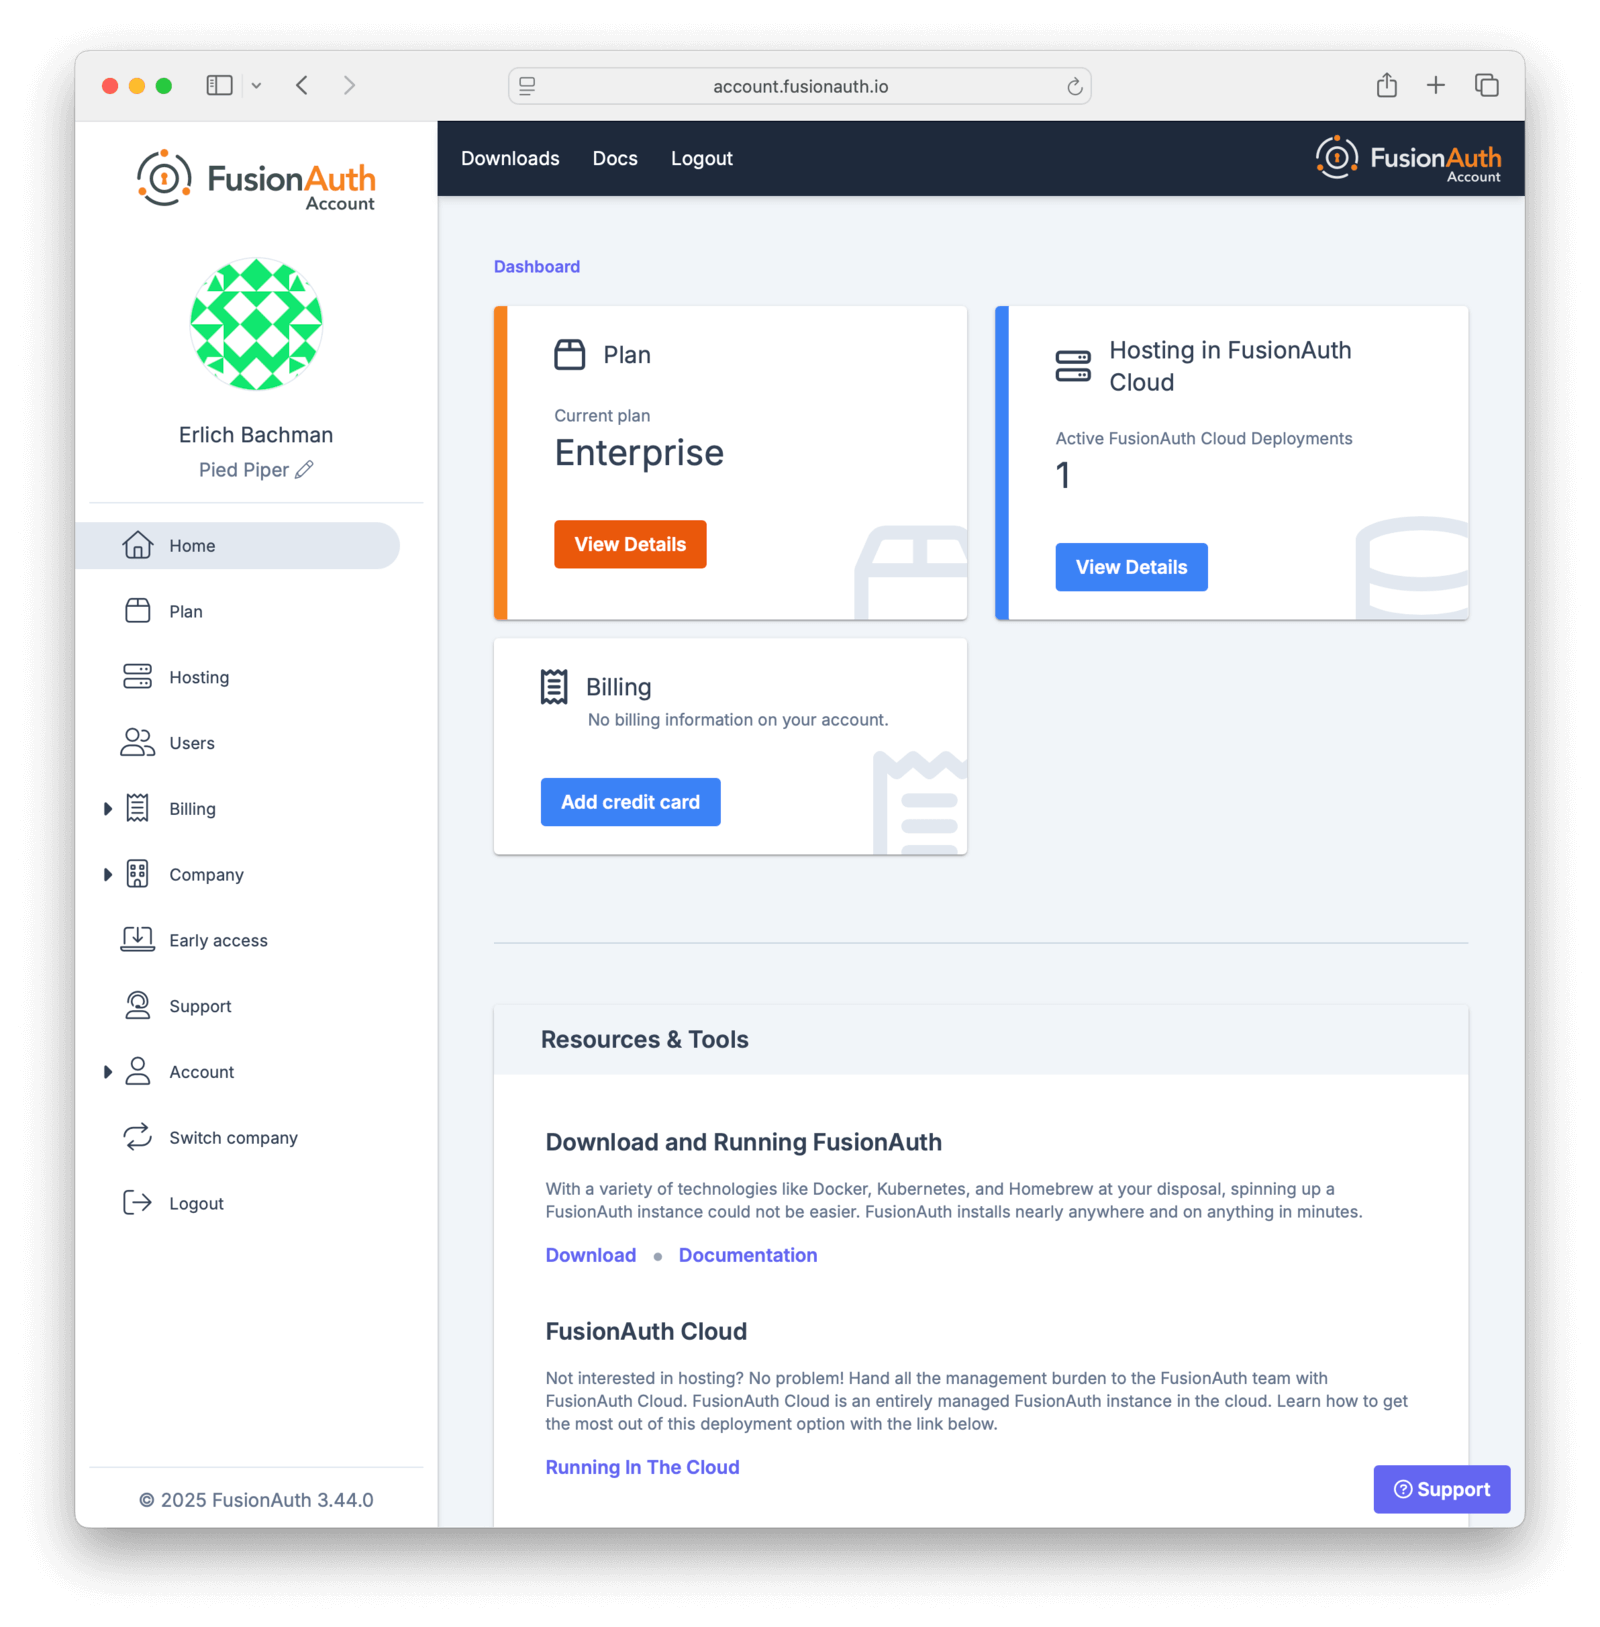 account.fusionauth.io
FusionAuth
Account
Erlich Bachman
Pied Piper
Home
Plan
Hosting
Users
Billing
Company
Early access
Support
Account
Switch company
Logout
© 2025 FusionAuth 3.44.0
Downloads Docs Logout
FusionAuth
Account
Dashboard
Plan
Current plan
Enterprise
View Details
Hosting in FusionAuth
Cloud
Active FusionAuth Cloud Deployments
1
View Details
Billing
No billing information on your account.
Add credit card
Resources & Tools
Download and Running FusionAuth
With a variety of technologies like Docker, Kubernetes, and Homebrew at your disposal, spinning up a
FusionAuth instance could not be easier. FusionAuth installs nearly anywhere and on anything in minutes.
Download • Documentation
FusionAuth Cloud
Not interested in hosting? No problem! Hand all the management burden to the FusionAuth team with
FusionAuth Cloud. FusionAuth Cloud is an entirely managed FusionAuth instance in the cloud. Learn how to get
the most out of this deployment option with the link below.
Running In The Cloud
Support